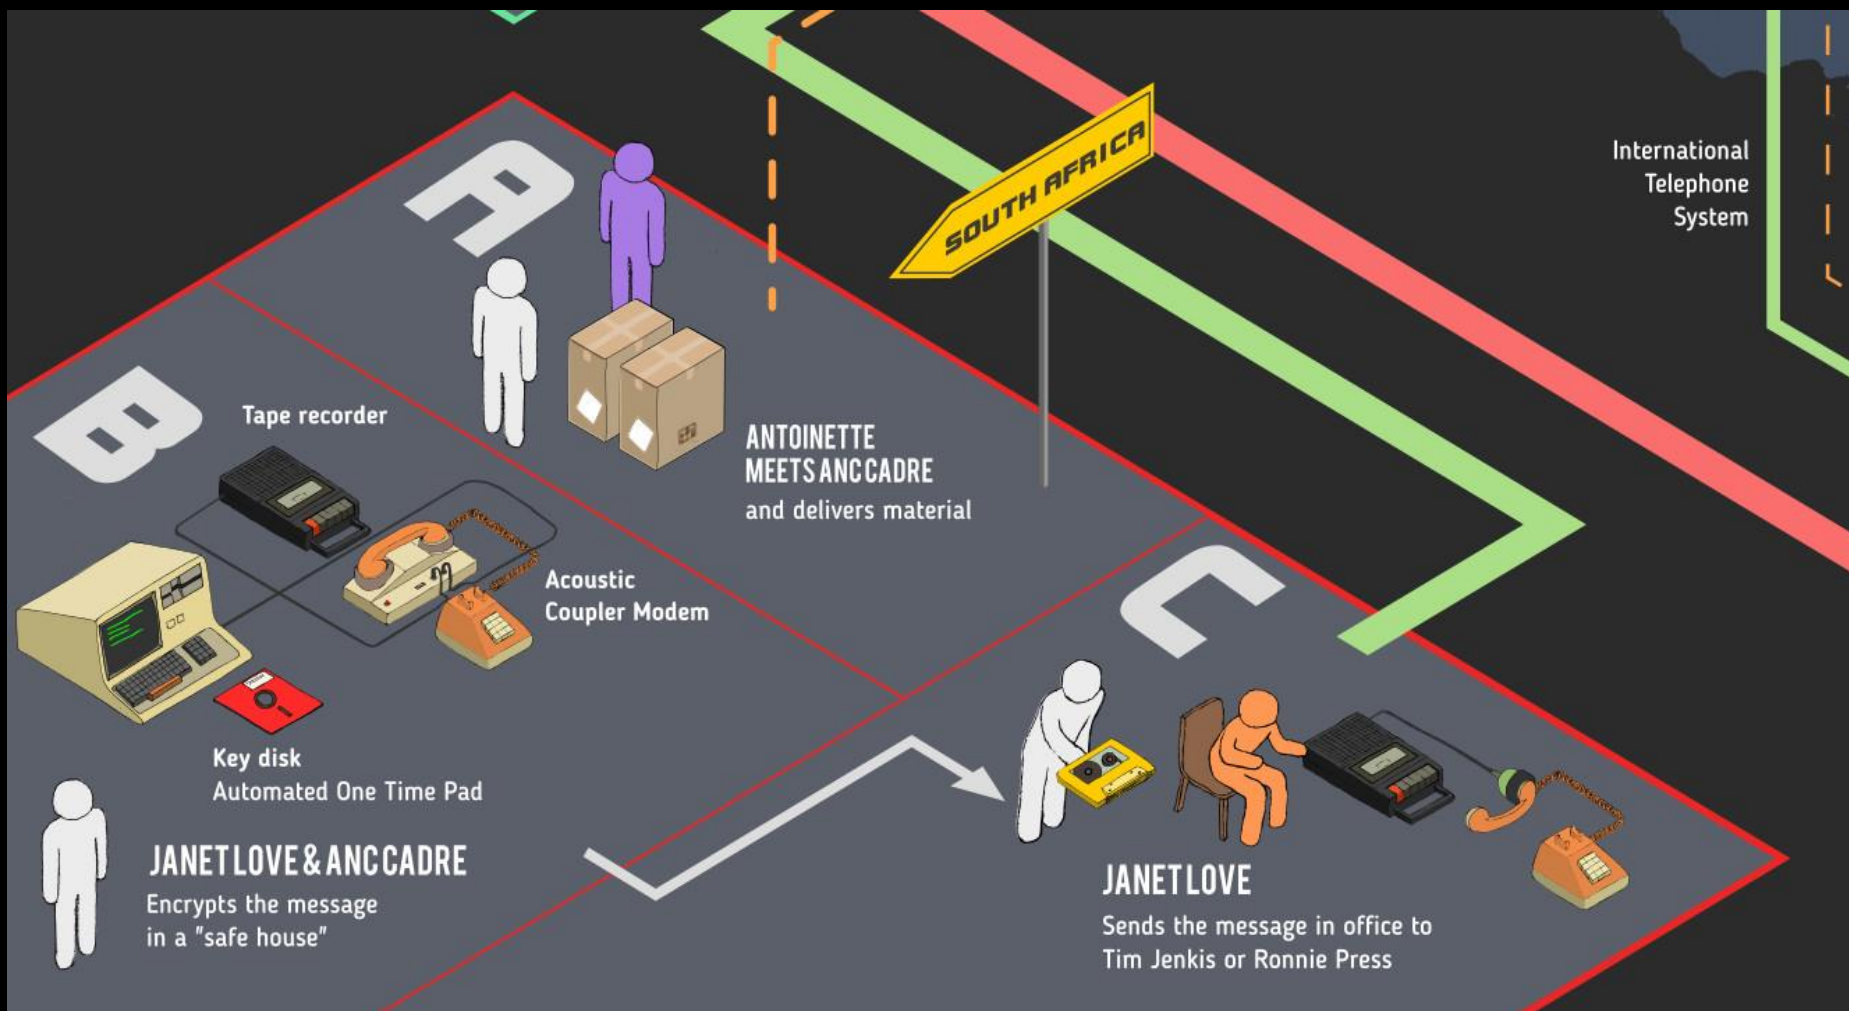 A
SOUTH AFRICA
International
Telephone
System
B
Tape recorder
ANTOINETTE
MEETS ANC CADRE
and delivers material
Acoustic
Coupler Modem
C
Key disk
Automated One Time Pad
JANET LOVE & ANC CADRE
Encrypts the message
in a "safe house"
JANET LOVE
Sends the message in office to
Tim Jenkis or Ronnie Press